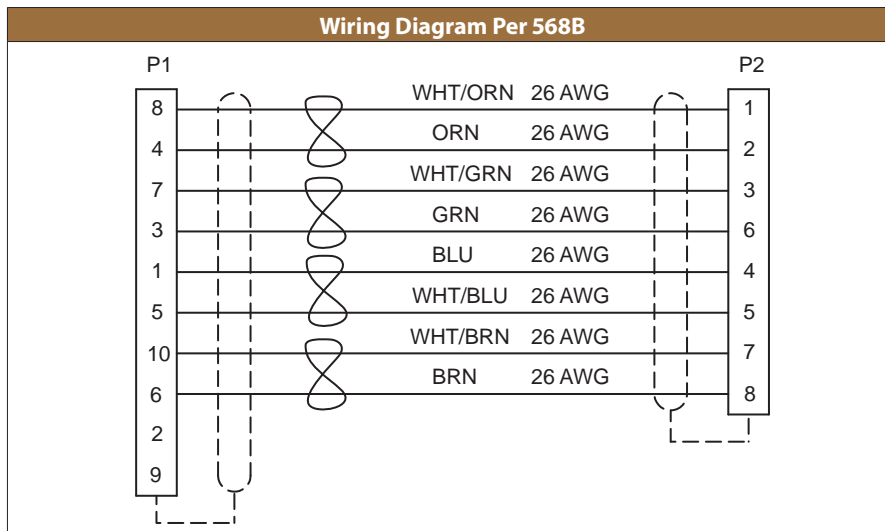 Wiring Diagram Per 568B
P1 P2
8 WHT/ORN 26 AWG 1
4 ORN 26 AWG 2
7 WHT/GRN 26 AWG 3
3 GRN 26 AWG 6
1 BLU 26 AWG 4
5 WHT/BLU 26 AWG 5
10 WHT/BRN 26 AWG 7
6 BRN 26 AWG 8
2
9